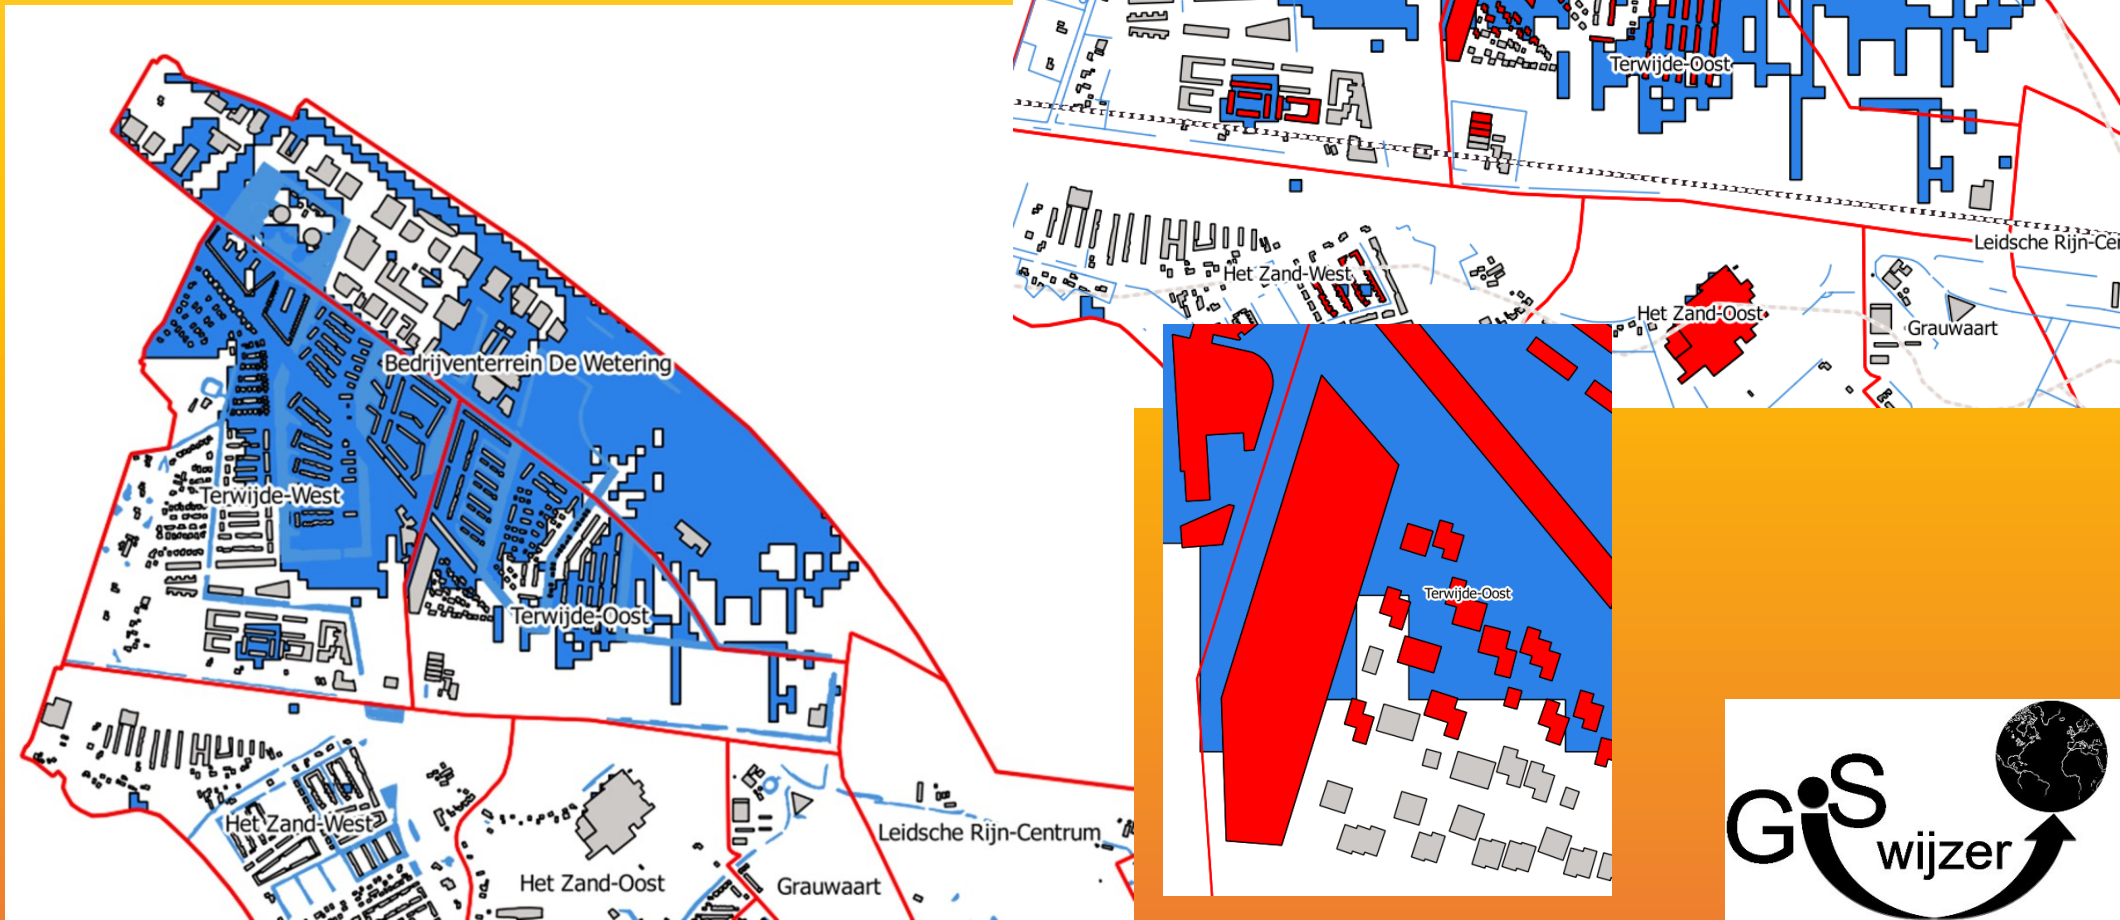 Bedrijventerrein De Wetering
Terwijde-West
Terwijde-Oost
Het Zand-West
Het Zand-Oost
Grauwaart
Leidsche Rijn-Centrum
Terwijde-Oost
Leidsche Rijn-Ce
Het Zand-West
Het Zand-Oost
Grauwaart
Terwijde-Oost
GiS
wijzer